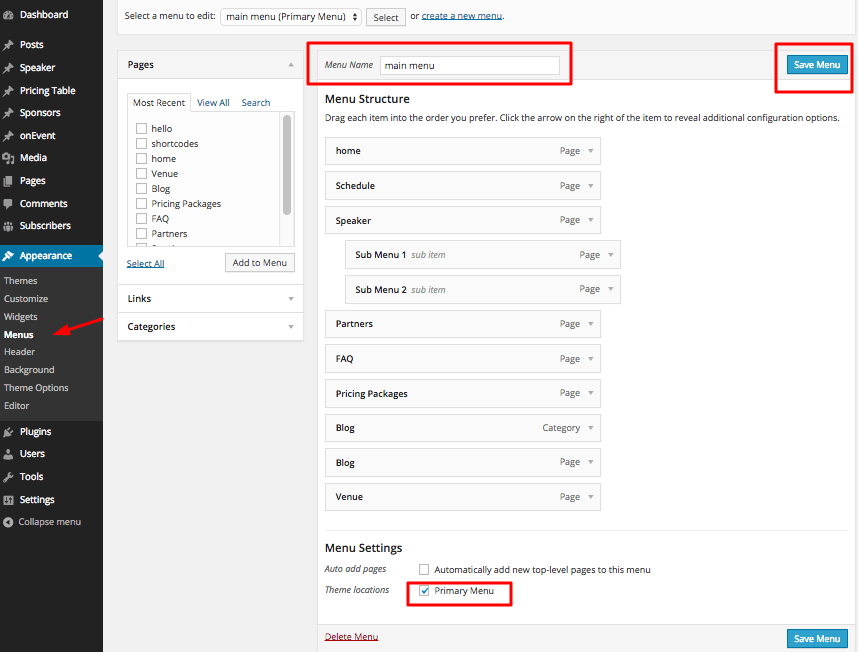 Dashboard
Posts
Speaker
Pricing Table
Sponsors
onEvent
Media
Pages
Comments
Subscribers
Appearance
Themes
Customize
Widgets
Menus
Header
Background
Theme Options
Editor
Plugins
Users
Tools
Settings
Collapse menu
Select a menu to edit: main menu (Primary Menu) Select or create a new menu.
Pages
Most Recent View All Search
hello
shortcodes
home
Venue
Blog
Pricing Packages
FAQ
Partners
Select All Add to Menu
Links
Categories
Menu Name main menu Save Menu
Menu Structure
Drag each item into the order you prefer. Click the arrow on the right of the item to reveal additional configuration options.
home Page
Schedule Page
Speaker Page
Sub Menu 1 sub item Page
Sub Menu 2 sub item Page
Partners Page
FAQ Page
Pricing Packages Page
Blog Category
Blog Page
Venue Page
Menu Settings
Auto add pages Automatically add new top-level pages to this menu
Theme locations Primary Menu
Delete Menu Save Menu